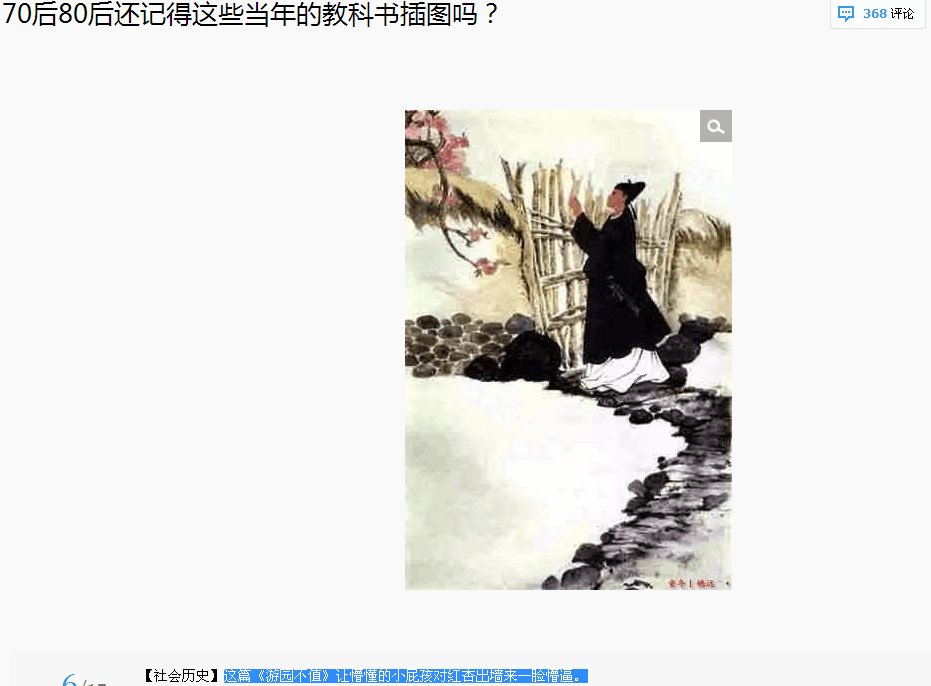 70后80后还记得这些当年的教科书插图吗？
368 评论
【社会历史】这篇《游园不值》让懵懂的小屁孩对红杏出墙来一脸懵逼。